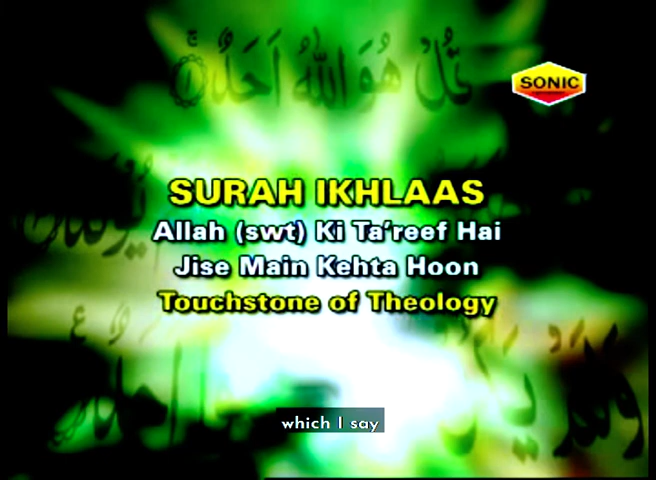 قُلْ هُوَ اللَّهُ أَحَدٌ
SONIC
SURAH IKHLAAS
Allah (swt) Ki Ta'reef Hai
Jise Main Kehta Hoon
Touchstone of Theology
which I say